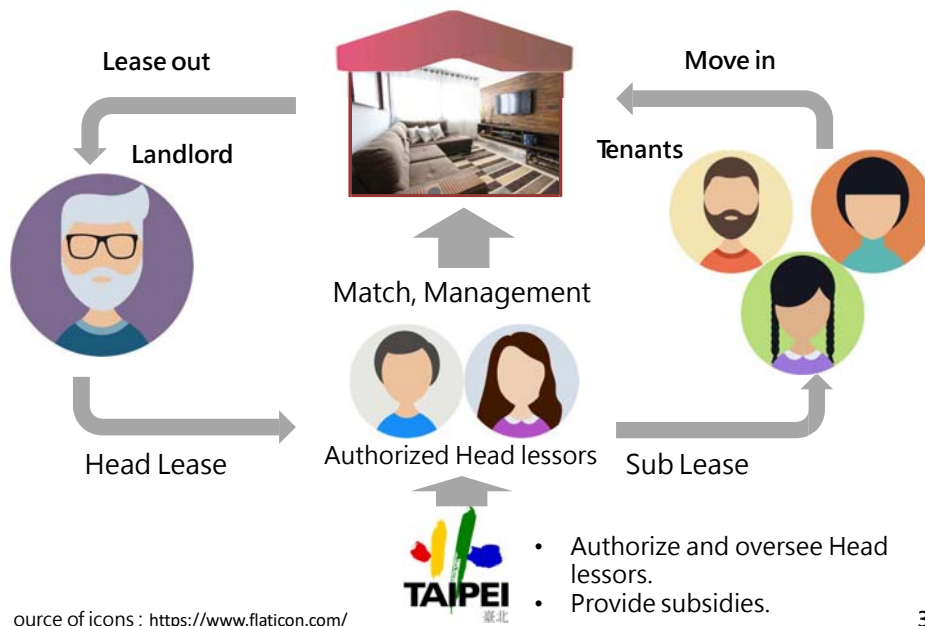 Lease out
Move in
Landlord
Tenants
Match, Management
Head Lease
Authorized Head lessors
Sub Lease
TAIPEI
臺北
• Authorize and oversee Head
lessors.
• Provide subsidies.
ource of icons : https://www.flaticon.com/
3